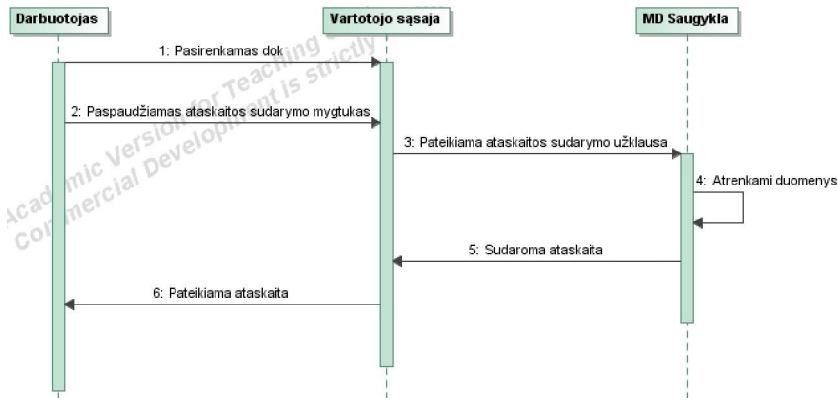 Darbuotojas
Vartotojo sąsaja
MD Saugykla
1: Pasirenkamas dok
2: Paspaudžiamas ataskaitos sudarymo mygtukas
3: Pateikiama ataskaitos sudarymo užklausa
4: Atrenkami duomenys
5: Sudaroma ataskaita
6: Pateikiama ataskaita
Academic Version for Teaching
Commercial Development is strictly